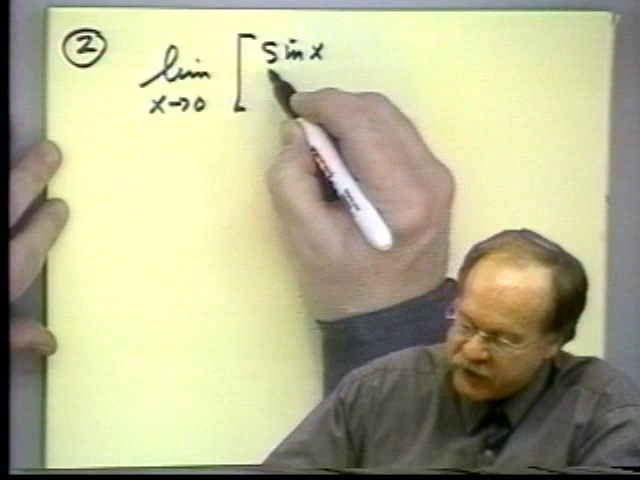 ② lim [ sin x
x→0